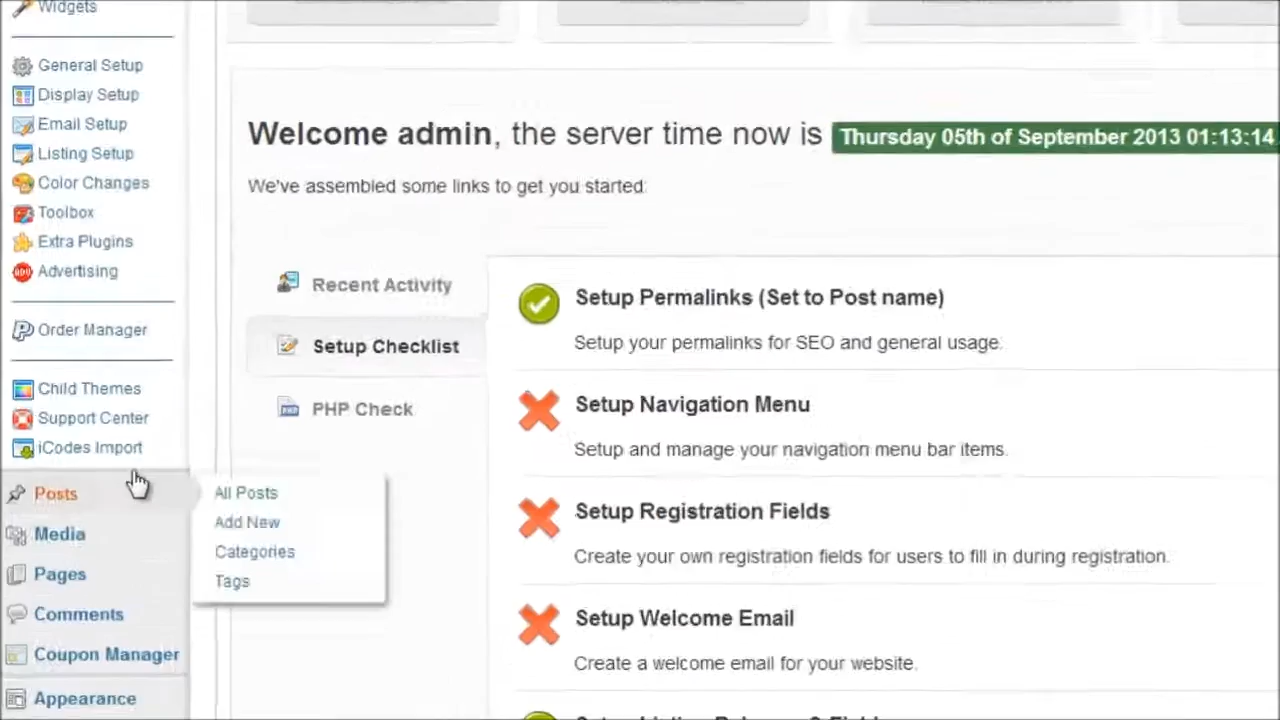 Widgets
General Setup
Display Setup
Email Setup
Listing Setup
Color Changes
Toolbox
Extra Plugins
Advertising
Order Manager
Child Themes
Support Center
iCodes Import
Posts
Media
Pages
Comments
Coupon Manager
Appearance
All Posts
Add New
Categories
Tags
Welcome admin, the server time now is Thursday 05th of September 2013 01:13:14
We've assembled some links to get you started:
Recent Activity
Setup Checklist
PHP Check
Setup Permalinks (Set to Post name)
Setup your permalinks for SEO and general usage.
Setup Navigation Menu
Setup and manage your navigation menu bar items.
Setup Registration Fields
Create your own registration fields for users to fill in during registration.
Setup Welcome Email
Create a welcome email for your website.